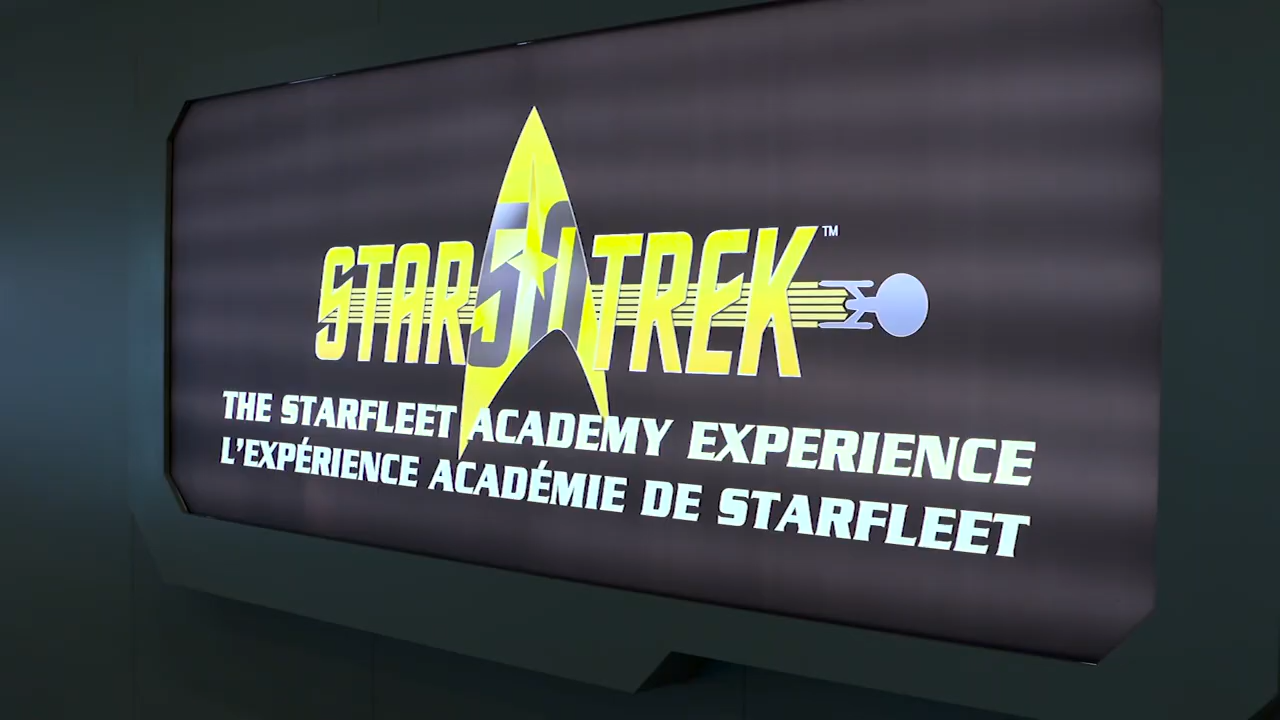 STAR 50 TREK™
THE STARFLEET ACADEMY EXPERIENCE
L'EXPÉRIENCE ACADÉMIE DE STARFLEET